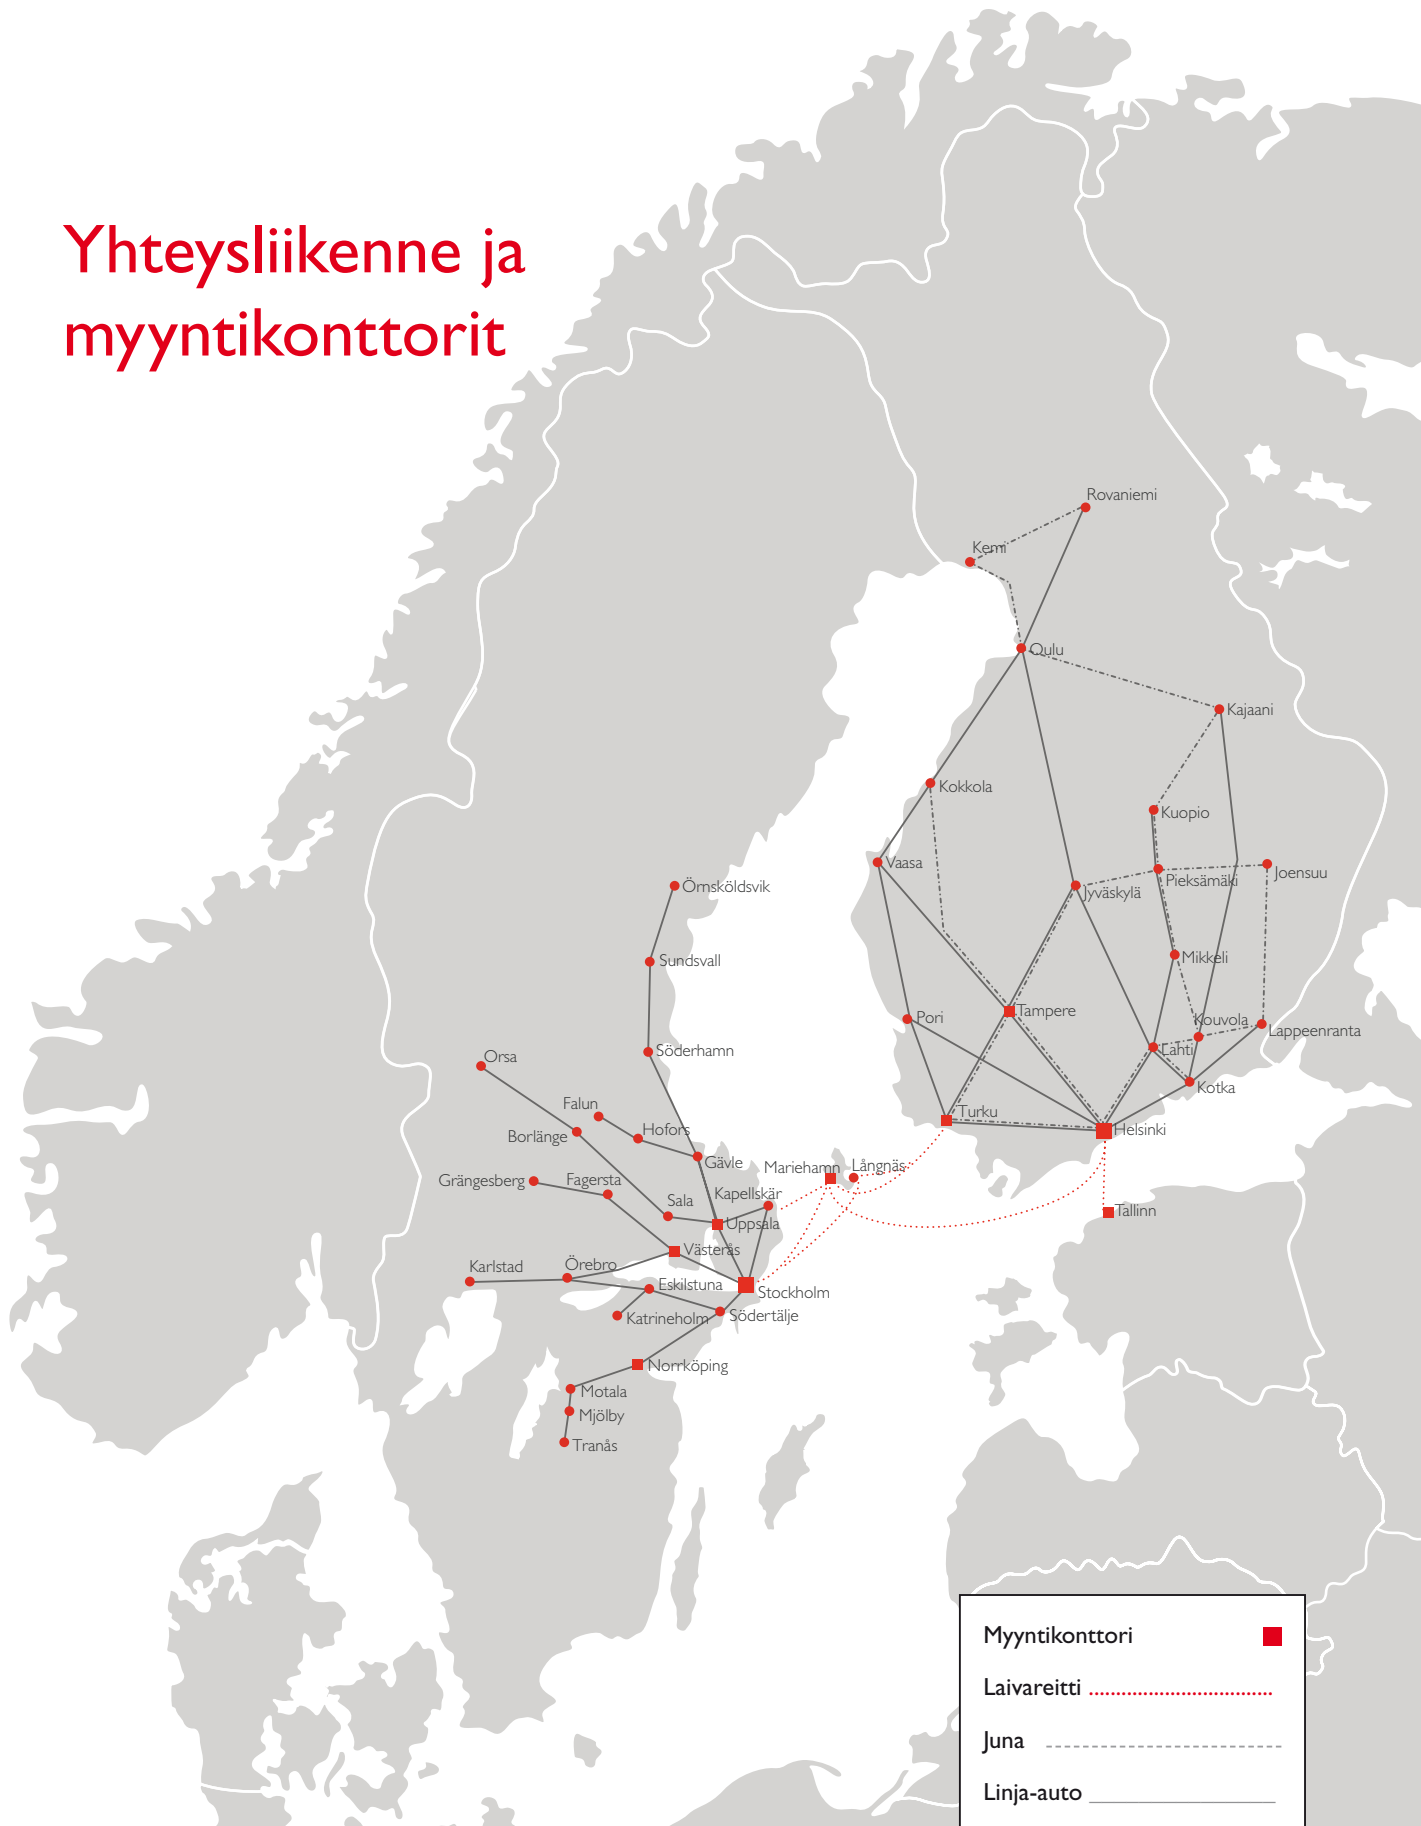 Yhteysliikenne ja
myyntikonttorit
Rovaniemi
Kemi
Oulu
Kajaani
Kokkola
Kuopio
Vaasa
Pieksämäki
Joensuu
Jyväskylä
Örnsköldsvik
Sundsvall
Mikkeli
Pori
Tampere
Kouvola
Lappeenranta
Söderhamn
Lahti
Orsa
Kotka
Falun
Turku
Hofors
Helsinki
Borlänge
Gävle
Mariehamn
Långnäs
Grängesberg
Fagersta
Kapellskär
Sala
Tallinn
Uppsala
Västerås
Karlstad
Örebro
Eskilstuna
Stockholm
Katrineholm
Södertälje
Norrköping
Motala
Mjölby
Tranås
Myyntikonttori
Laivareitti
Juna
Linja-auto